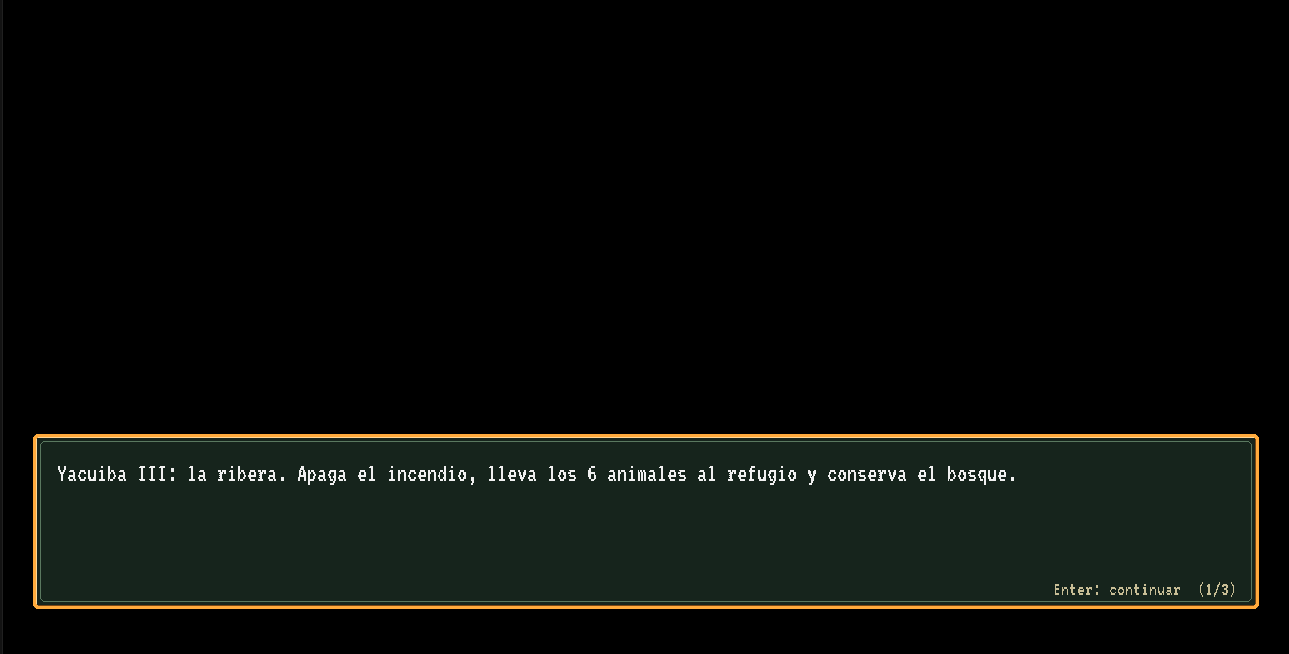 Yacuiba III: la ribera. Apaga el incendio, lleva los 6 animales al refugio y conserva el bosque.
Enter: continuar (1/3)